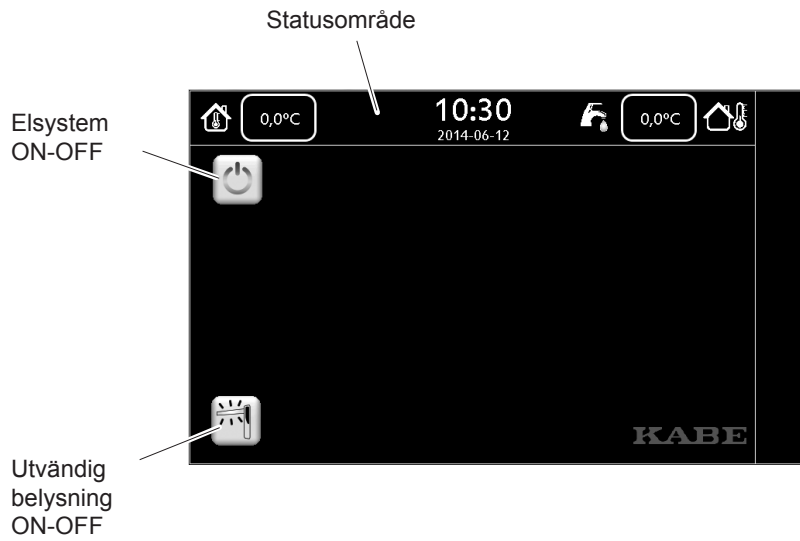 Statusområde
Elsystem
ON-OFF
0,0°C
10:30
2014-06-12
0,0°C
KABE
Utvändig
belysning
ON-OFF